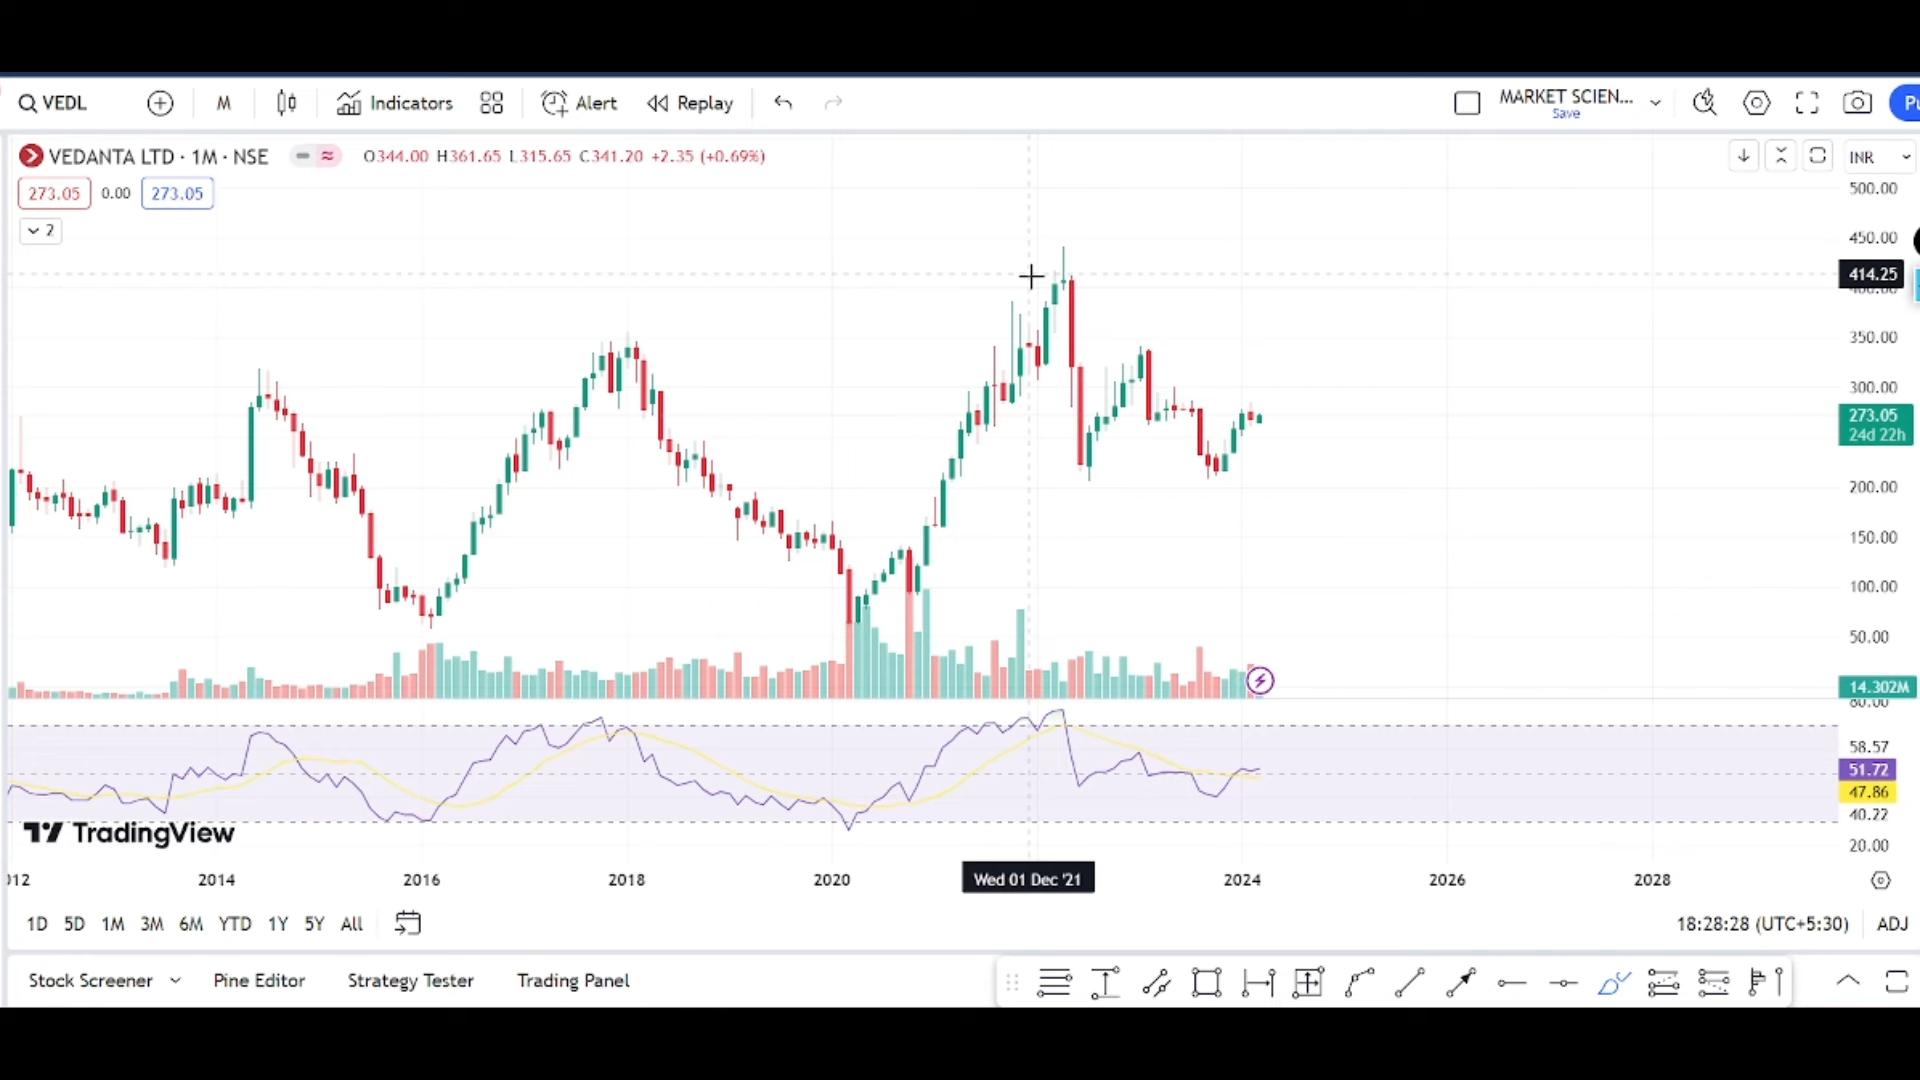 VEDL M Indicators Alert Replay MARKET SCIEN... Save
VEDANTA LTD · 1M · NSE O344.00 H361.65 L315.65 C341.20 +2.35 (+0.69%) INR
273.05 0.00 273.05
2
500.00
450.00
414.25
350.00
300.00
273.05
24d 22h
200.00
150.00
100.00
50.00
14.302M
80.00
58.57
51.72
47.86
40.22
20.00
TradingView
2014 2016 2018 2020 Wed 01 Dec '21 2024 2026 2028
1D 5D 1M 3M 6M YTD 1Y 5Y All 18:28:28 (UTC+5:30) ADJ
Stock Screener Pine Editor Strategy Tester Trading Panel